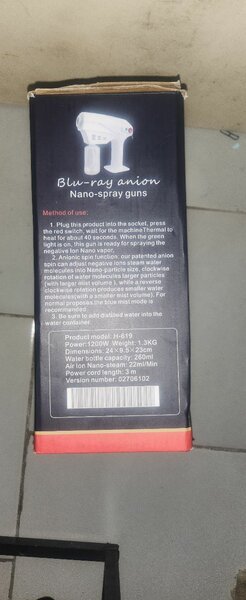 Blu-ray anion
Nano-spray guns
Method of use:
1. Plug this product into the socket, press
the red switch, wait for the machineThermal to
heat for about 40 seconds. When the green
light is on, this gun is ready for spraying the
negative Ion Nano vapor.
2. Anionic spin function: our patented anion
spin can adjust negative ions steam water
molecules into Nano-particle size, clockwise
rotation of water molecules larger particles
(with larger mist volume ), while a reverse
clockwise rotation produces smaller water
molecules(with a smaller mist volume). For
normal proposes the blue mist mode is
recommended.
3. Be sure to add distilled water into the
water container.
Product model: H-619
Power:1200W Weight: 1.3KG
Dimensions: 24×9.5×23cm
Water bottle capacity: 260ml
Air Ion Nano-steam: 22ml/Min
Power cord length: 3 m
Version number: 02706102